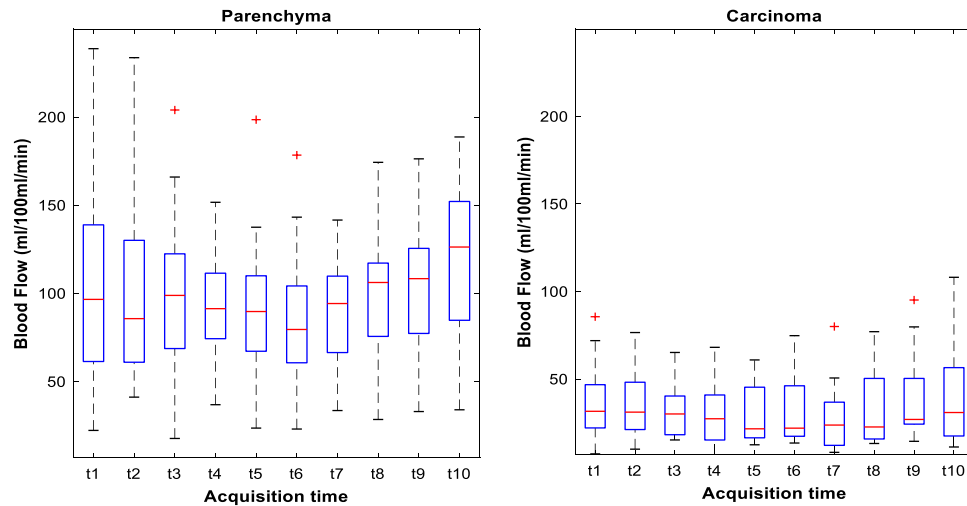 Parenchyma
Blood Flow (ml/100ml/min)
200
150
100
50
t1 t2 t3 t4 t5 t6 t7 t8 t9 t10
Acquisition time
Carcinoma
Blood Flow (ml/100ml/min)
200
150
100
50
t1 t2 t3 t4 t5 t6 t7 t8 t9 t10
Acquisition time